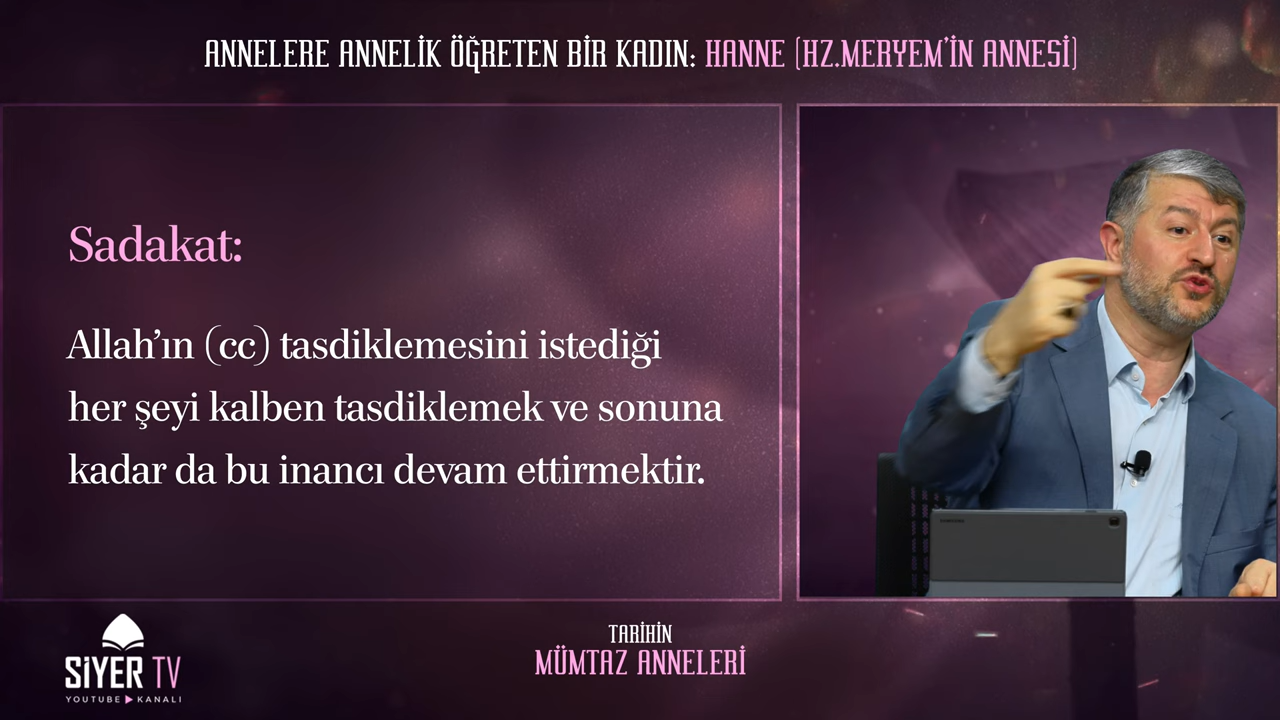 ANNELERE ANNELİK ÖĞRETEN BİR KADIN: HANNE (HZ.MERYEM'İN ANNESİ)
Sadakat:
Allah'ın (cc) tasdiklemesini istediği
her şeyi kalben tasdiklemek ve sonuna
kadar da bu inancı devam ettirmektir.
SAMSUNG
TARİHİN
MÜMTAZ ANNELERİ
SİYER TV
YOUTUBE KANALI